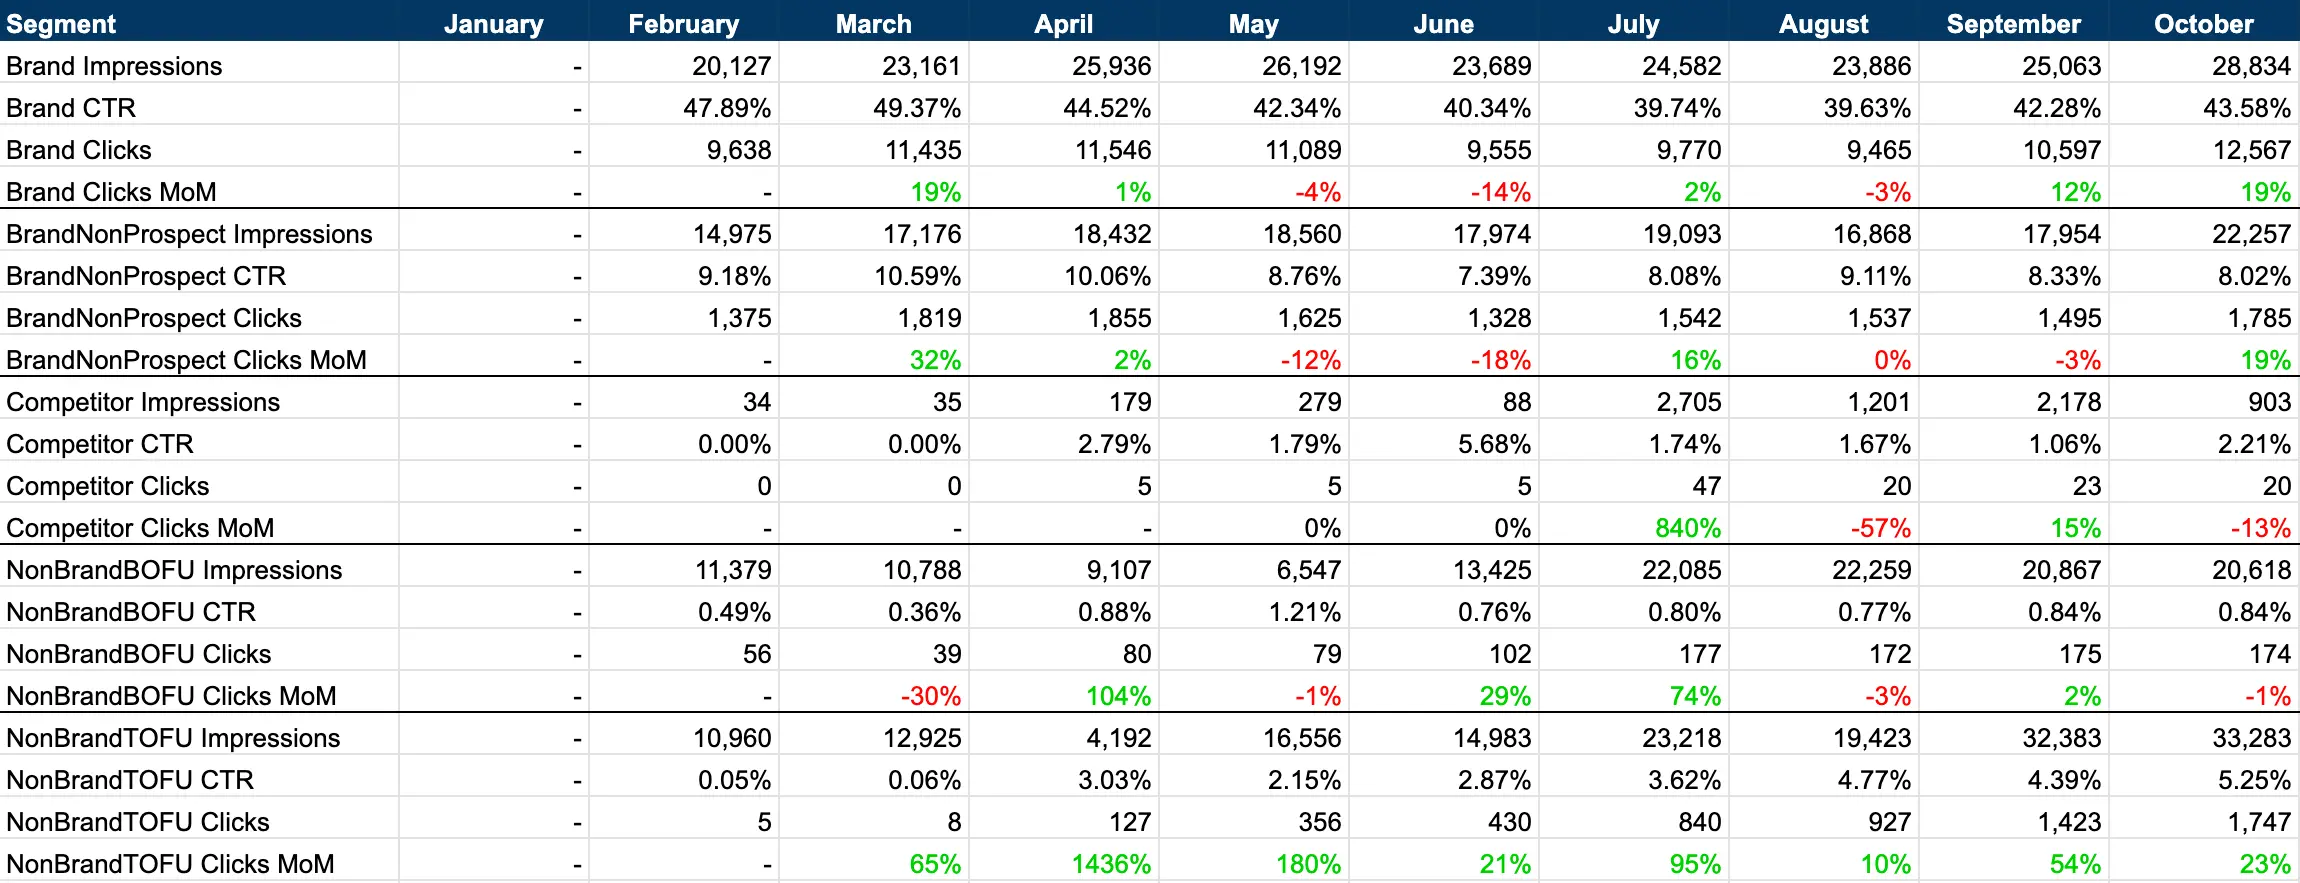 Segment January February March April May June July August September October
Brand Impressions - 20,127 23,161 25,936 26,192 23,689 24,582 23,886 25,063 28,834
Brand CTR - 47.89% 49.37% 44.52% 42.34% 40.34% 39.74% 39.63% 42.28% 43.58%
Brand Clicks - 9,638 11,435 11,546 11,089 9,555 9,770 9,465 10,597 12,567
Brand Clicks MoM - - 19% 1% -4% -14% 2% -3% 12% 19%
BrandNonProspect Impressions - 14,975 17,176 18,432 18,560 17,974 19,093 16,868 17,954 22,257
BrandNonProspect CTR - 9.18% 10.59% 10.06% 8.76% 7.39% 8.08% 9.11% 8.33% 8.02%
BrandNonProspect Clicks - 1,375 1,819 1,855 1,625 1,328 1,542 1,537 1,495 1,785
BrandNonProspect Clicks MoM - - 32% 2% -12% -18% 16% 0% -3% 19%
Competitor Impressions - 34 35 179 279 88 2,705 1,201 2,178 903
Competitor CTR - 0.00% 0.00% 2.79% 1.79% 5.68% 1.74% 1.67% 1.06% 2.21%
Competitor Clicks - 0 0 5 5 5 47 20 23 20
Competitor Clicks MoM - - - - 0% 0% 840% -57% 15% -13%
NonBrandBOFU Impressions - 11,379 10,788 9,107 6,547 13,425 22,085 22,259 20,867 20,618
NonBrandBOFU CTR - 0.49% 0.36% 0.88% 1.21% 0.76% 0.80% 0.77% 0.84% 0.84%
NonBrandBOFU Clicks - 56 39 80 79 102 177 172 175 174
NonBrandBOFU Clicks MoM - - -30% 104% -1% 29% 74% -3% 2% -1%
NonBrandTOFU Impressions - 10,960 12,925 4,192 16,556 14,983 23,218 19,423 32,383 33,283
NonBrandTOFU CTR - 0.05% 0.06% 3.03% 2.15% 2.87% 3.62% 4.77% 4.39% 5.25%
NonBrandTOFU Clicks - 5 8 127 356 430 840 927 1,423 1,747
NonBrandTOFU Clicks MoM - - 65% 1436% 180% 21% 95% 10% 54% 23%